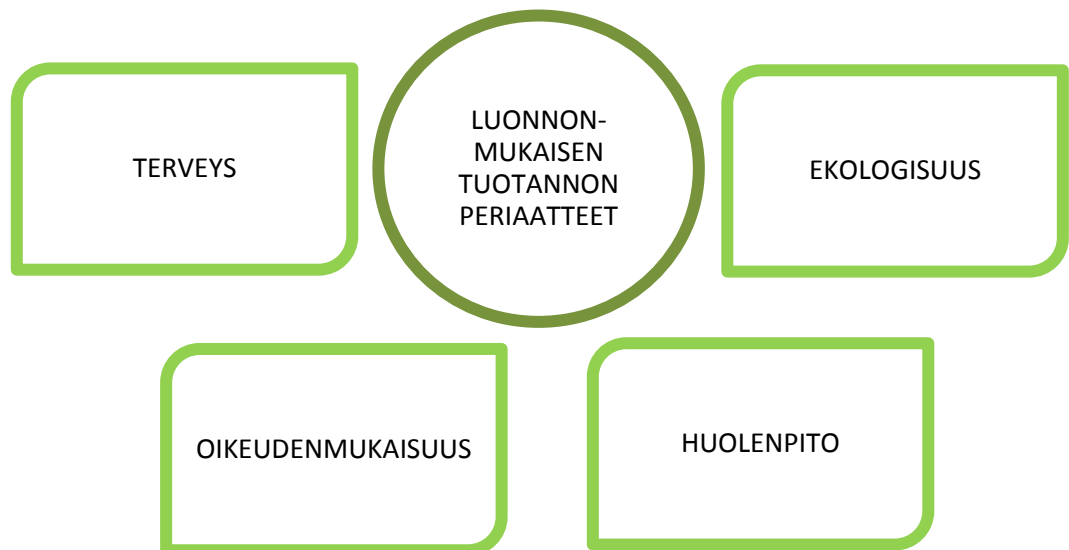 LUONNON-
MUKAISEN
TUOTANNON
PERIAATTEET
TERVEYS
EKOLOGISUUS
OIKEUDENMUKAISUUS
HUOLENPITO